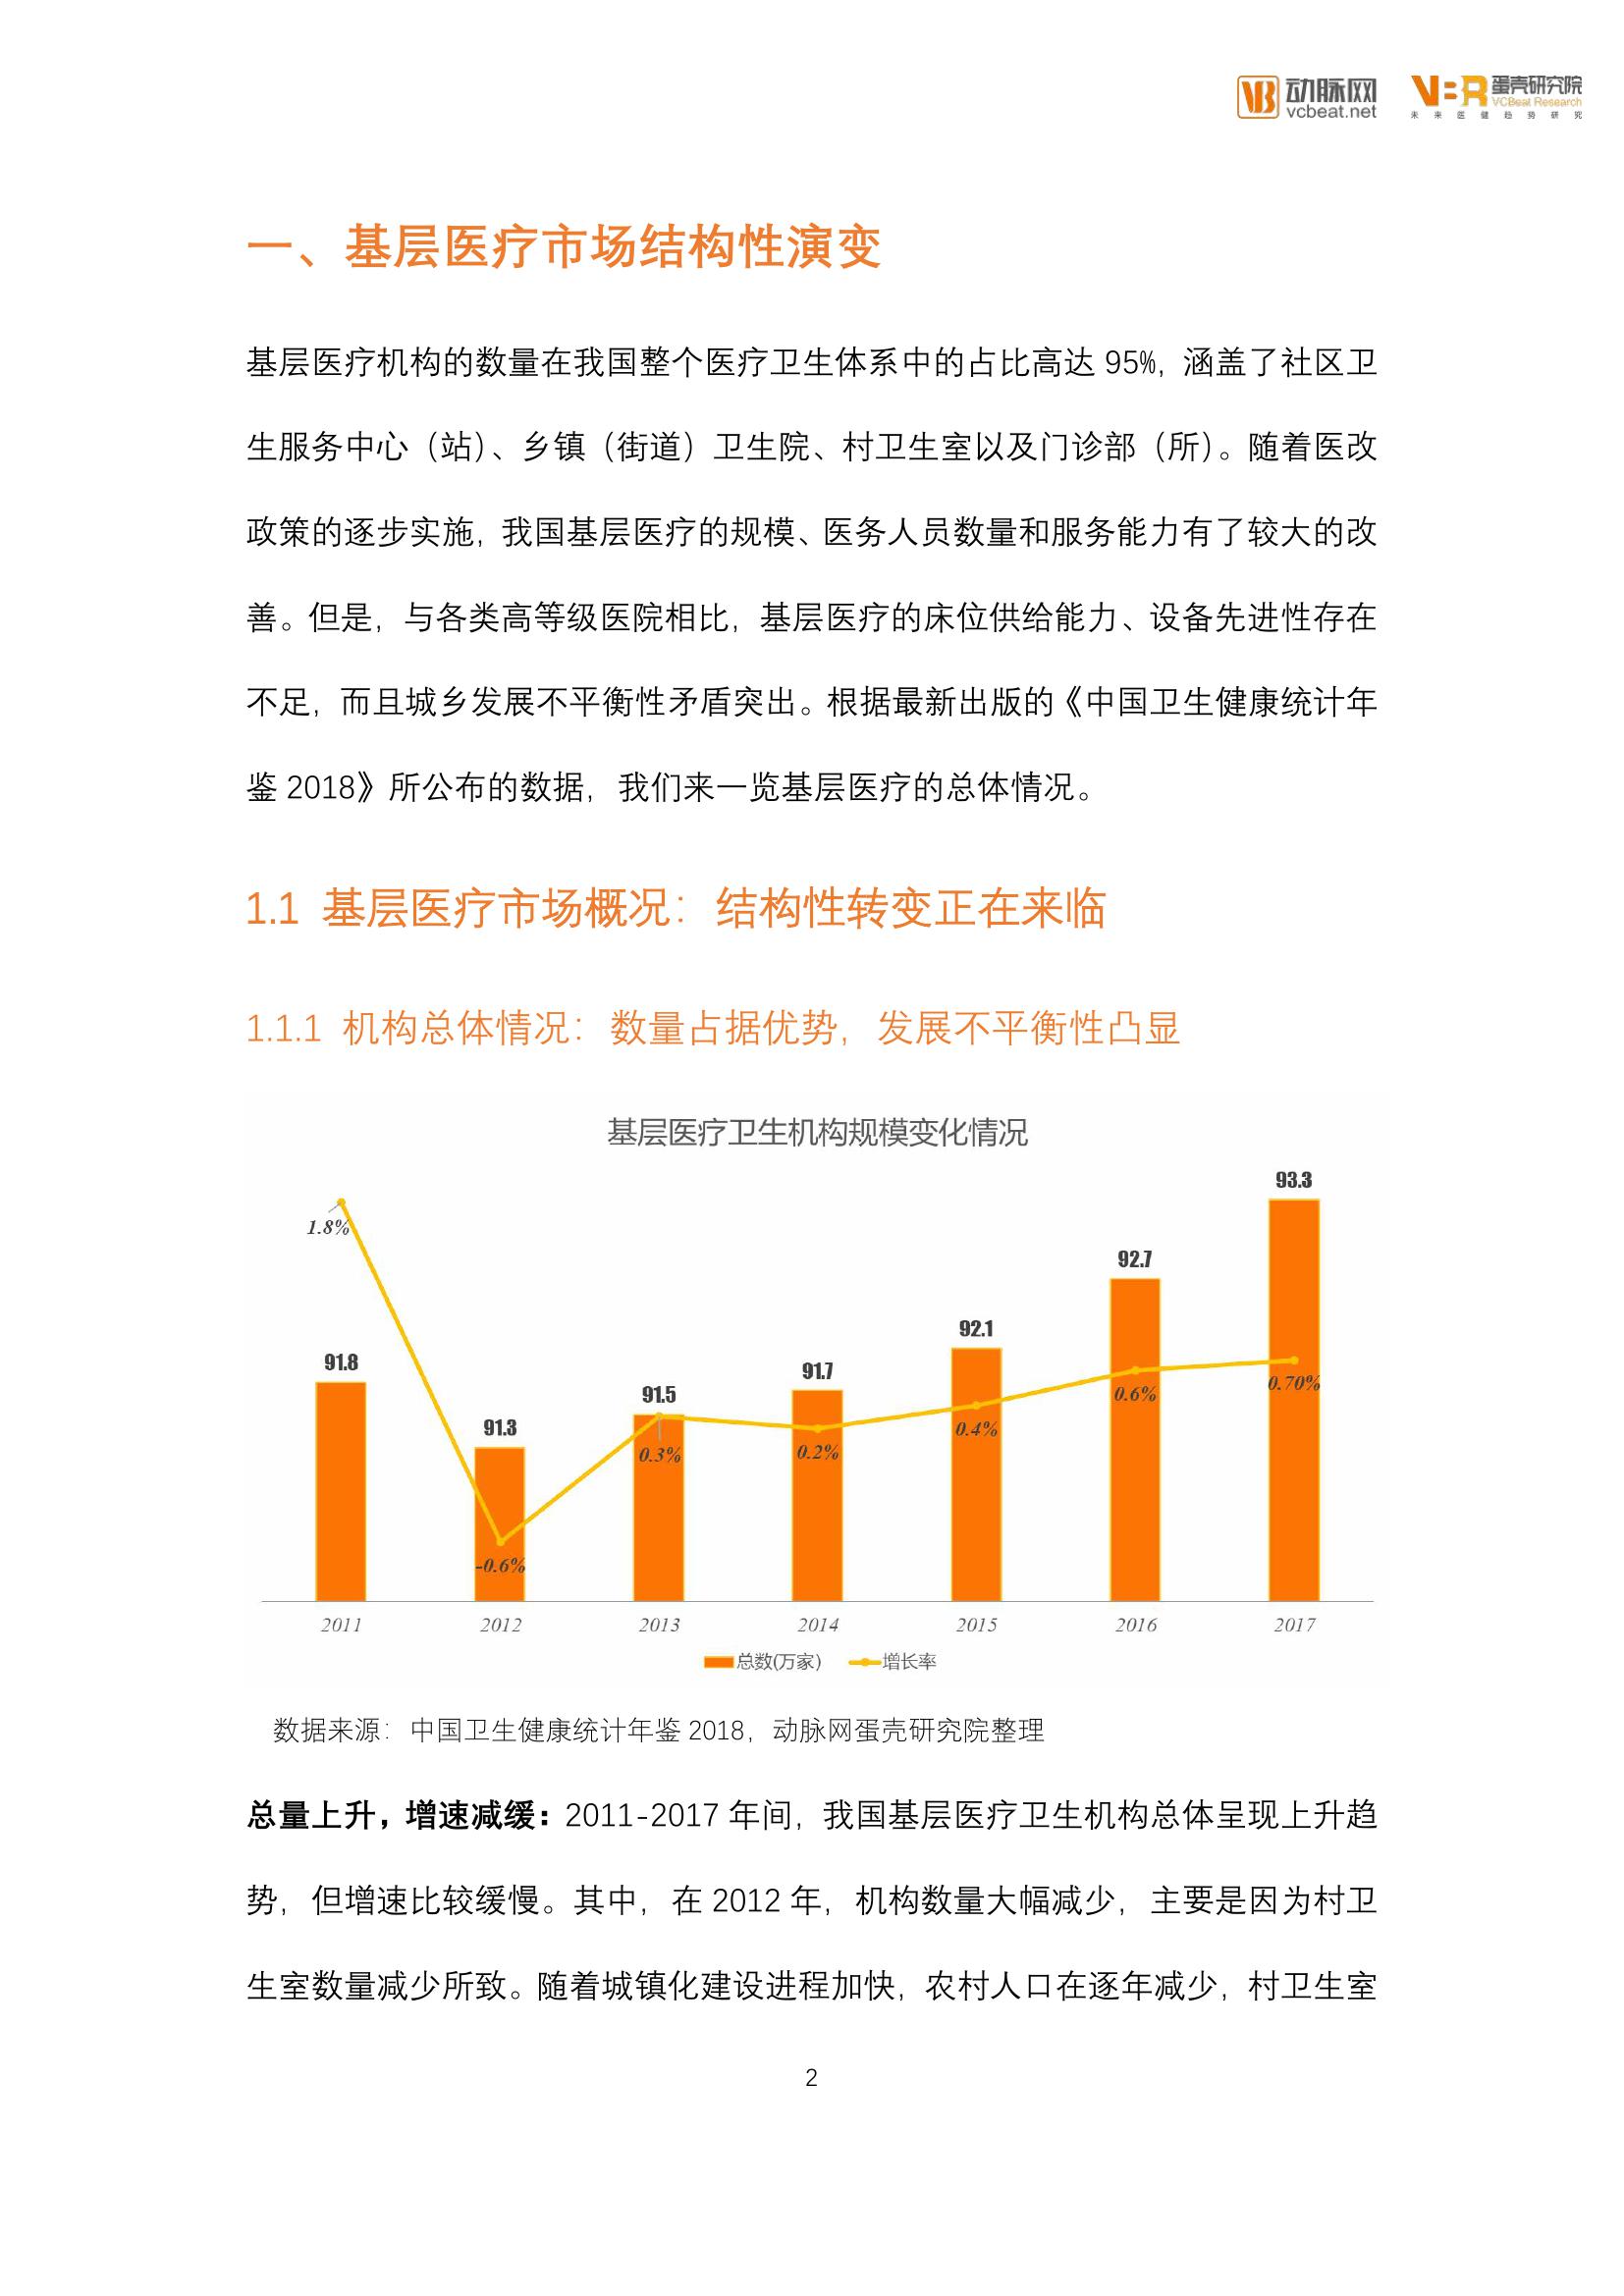 动脉网
vcbeat.net
VBR
蛋壳研究院
VCBeat Research
未来医健趋势研究
一、基层医疗市场结构性演变
基层医疗机构的数量在我国整个医疗卫生体系中的占比高达 95%，涵盖了社区卫
生服务中心（站）、乡镇（街道）卫生院、村卫生室以及门诊部（所）。随着医改
政策的逐步实施，我国基层医疗的规模、医务人员数量和服务能力有了较大的改
善。但是，与各类高等级医院相比，基层医疗的床位供给能力、设备先进性存在
不足，而且城乡发展不平衡性矛盾突出。根据最新出版的《中国卫生健康统计年
鉴 2018》所公布的数据，我们来一览基层医疗的总体情况。
1.1 基层医疗市场概况：结构性转变正在来临
1.1.1 机构总体情况：数量占据优势，发展不平衡性凸显
基层医疗卫生机构规模变化情况
93.3
1.8%
92.7
92.1
91.8
91.7
91.5
91.3
0.70%
0.6%
0.4%
0.3%
0.2%
-0.6%
2011 2012 2013 2014 2015 2016 2017
总数(万家) 增长率
数据来源：中国卫生健康统计年鉴 2018，动脉网蛋壳研究院整理
总量上升，增速减缓：2011-2017 年间，我国基层医疗卫生机构总体呈现上升趋
势，但增速比较缓慢。其中，在 2012 年，机构数量大幅减少，主要是因为村卫
生室数量减少所致。随着城镇化建设进程加快，农村人口在逐年减少，村卫生室
2